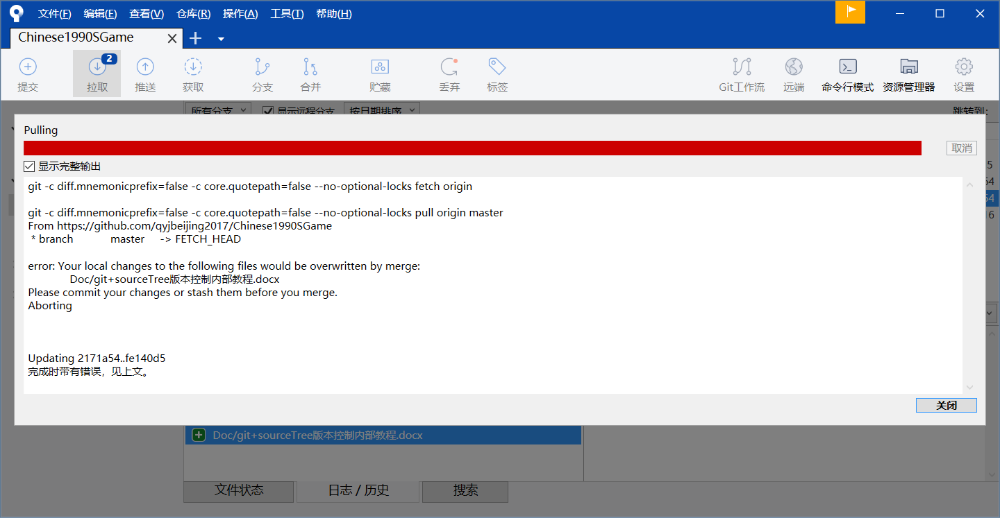 文件(F) 编辑(E) 查看(V) 仓库(R) 操作(A) 工具(T) 帮助(H)
Chinese1990SGame
2
提交 拉取 推送 获取 分支 合并 贮藏 丢弃 标签 Git工作流 远端 命令行模式 资源管理器 设置
所有分支 显示远程分支 按日期排序 跳转到:
Pulling
取消
显示完整输出
git -c diff.mnemonicprefix=false -c core.quotepath=false --no-optional-locks fetch origin
git -c diff.mnemonicprefix=false -c core.quotepath=false --no-optional-locks pull origin master
From https://github.com/qyjbeijing2017/Chinese1990SGame
* branch master -> FETCH_HEAD
error: Your local changes to the following files would be overwritten by merge:
Doc/git+sourceTree版本控制内部教程.docx
Please commit your changes or stash them before you merge.
Aborting
Updating 2171a54..fe140d5
完成时带有错误，见上文。
5
54
54
6
关闭
Doc/git+sourceTree版本控制内部教程.docx
文件状态 日志 / 历史 搜索